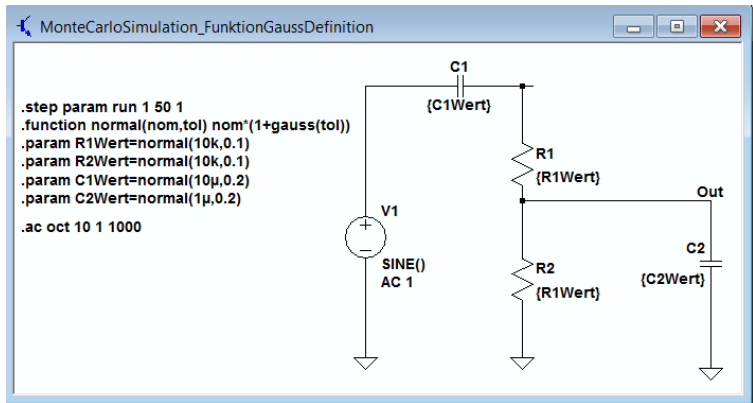 MonteCarloSimulation_FunktionGaussDefinition
.step param run 1 50 1
.function normal(nom,tol) nom*(1+gauss(tol))
.param R1Wert=normal(10k,0.1)
.param R2Wert=normal(10k,0.1)
.param C1Wert=normal(10µ,0.2)
.param C2Wert=normal(1µ,0.2)
.ac oct 10 1 1000
C1
{C1Wert}
R1
{R1Wert}
Out
V1
+
−
SINE()
AC 1
R2
{R1Wert}
C2
{C2Wert}